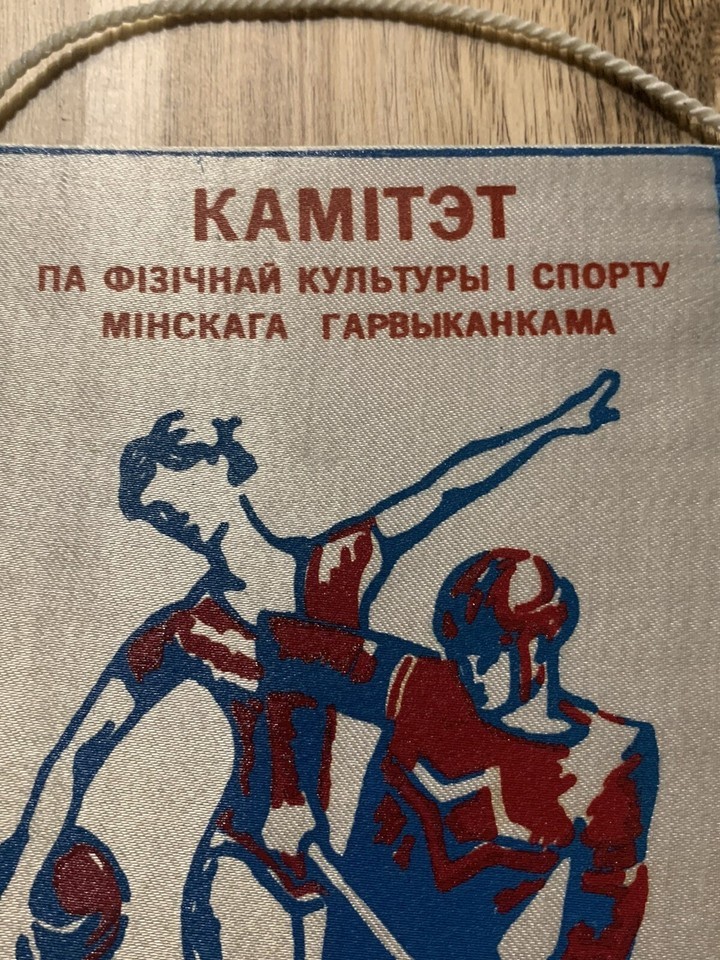 КАМІТЭТ
ПА ФІЗІЧНАЙ КУЛЬТУРЫ І СПОРТУ
МІНСКАГА ГАРВЫКАНКАМА